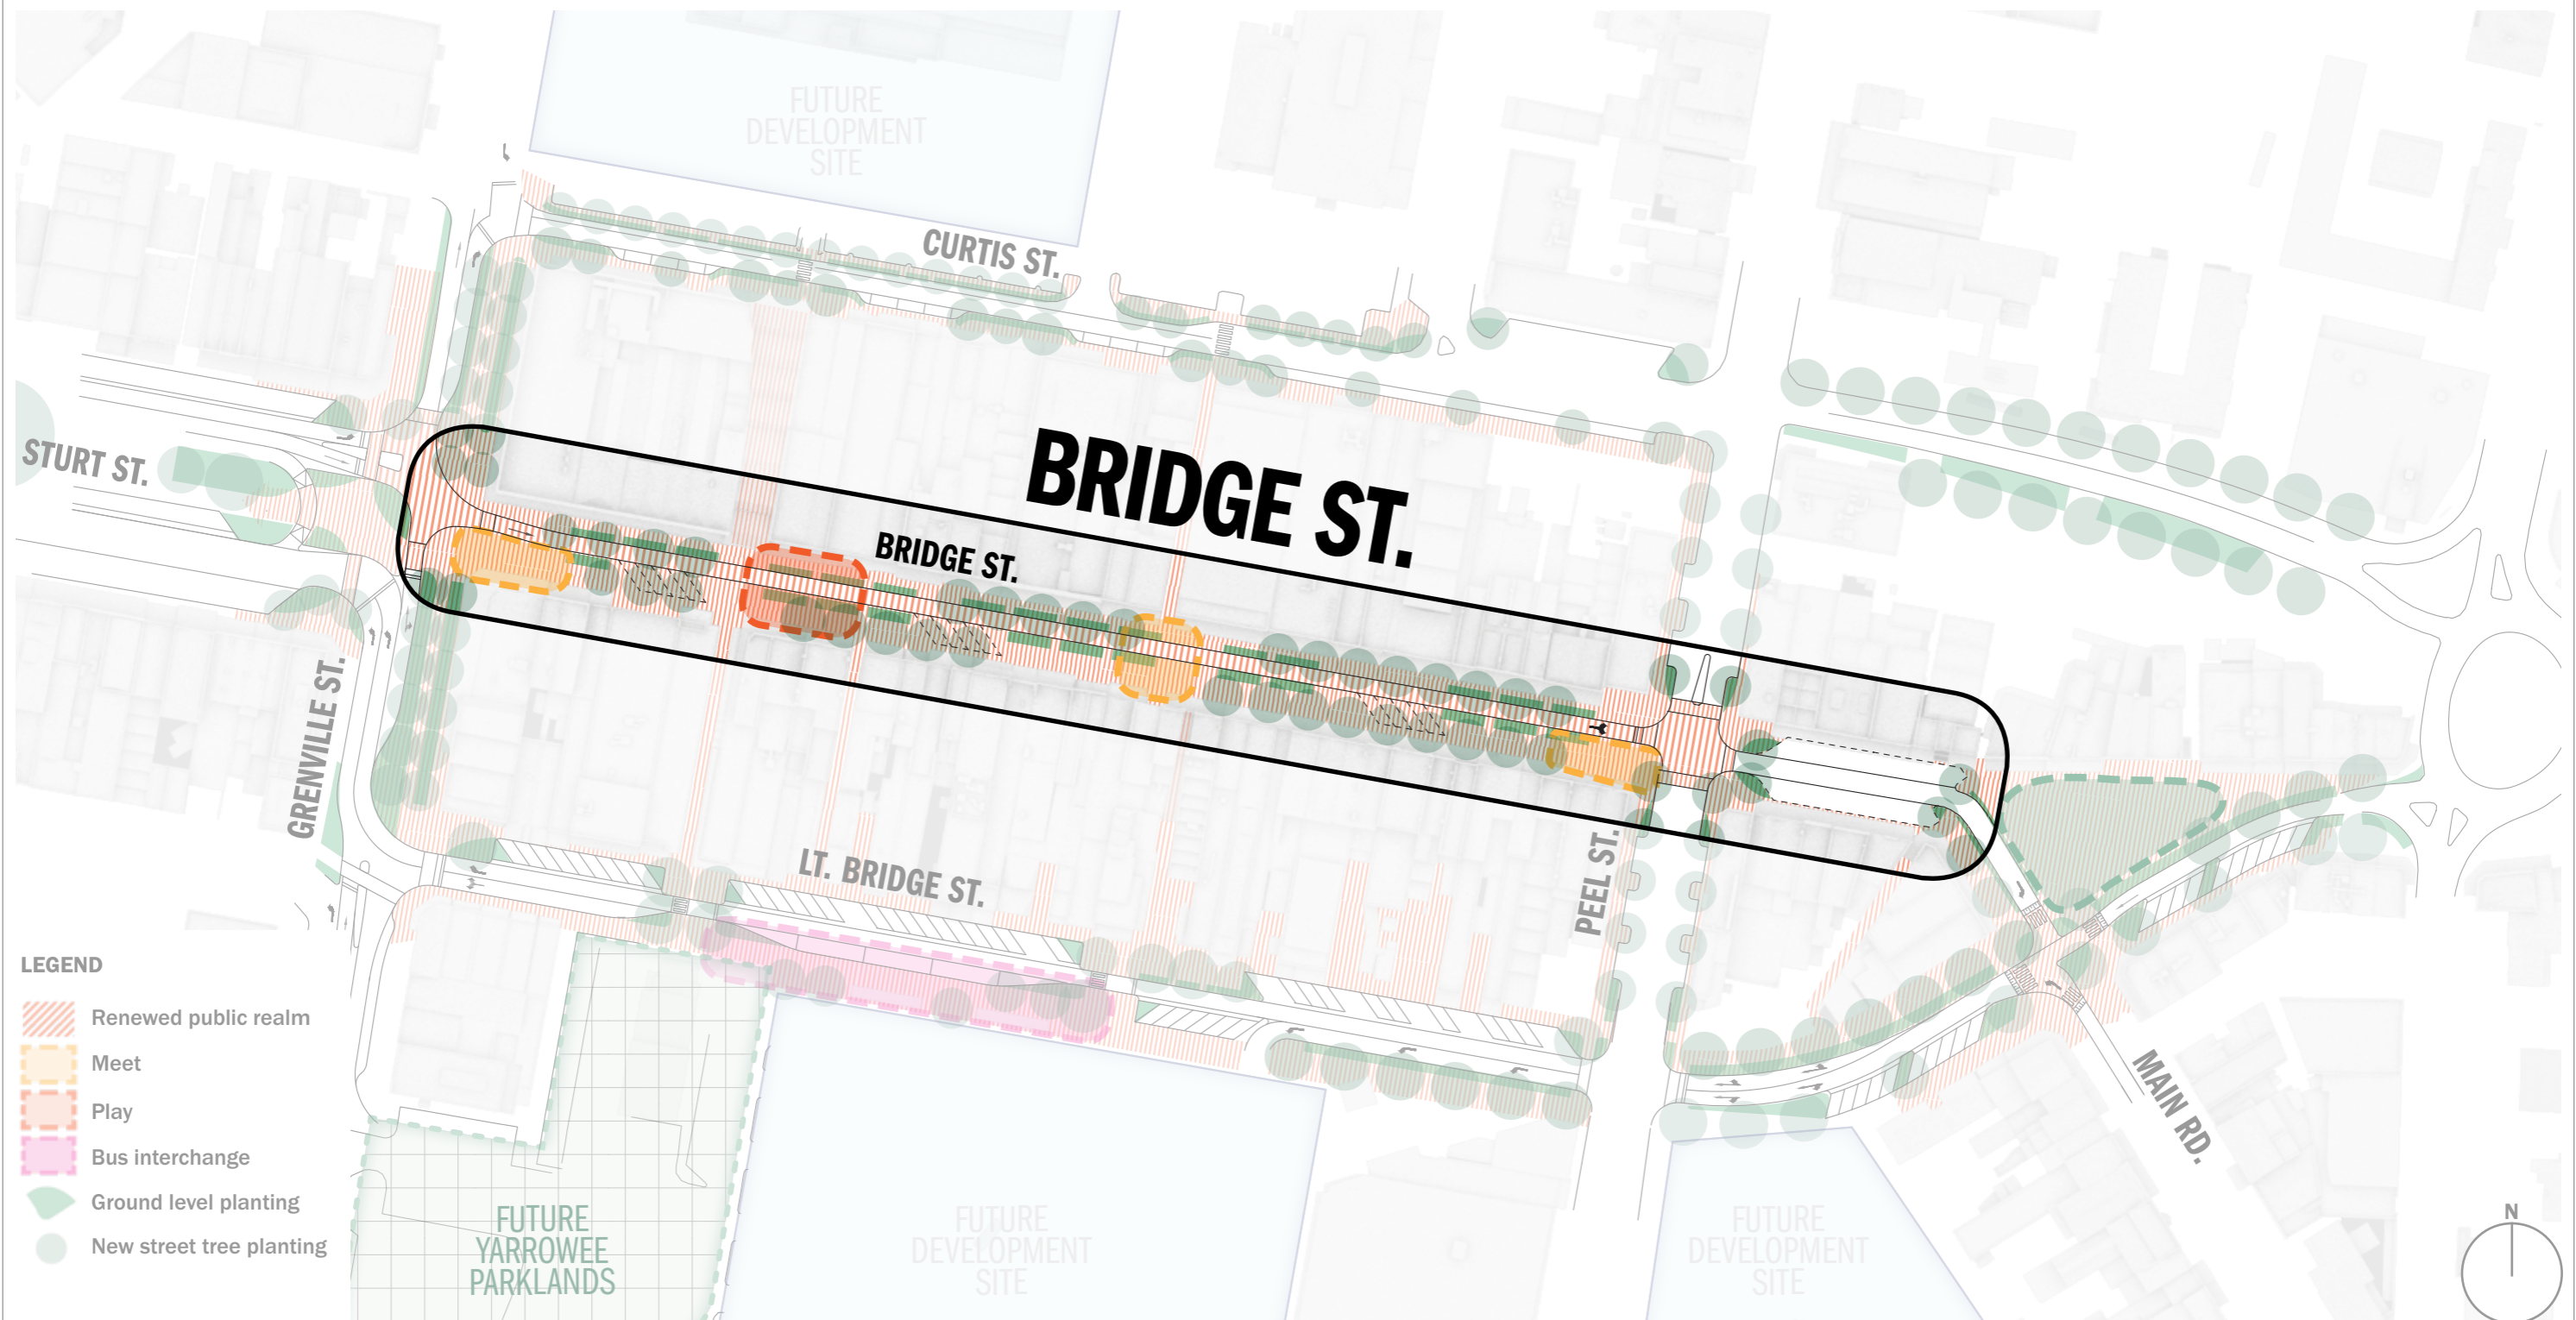 FUTURE
DEVELOPMENT
SITE
CURTIS ST.
STURT ST.
BRIDGE ST.
BRIDGE ST.
GRENVILLE ST.
LT. BRIDGE ST.
PEEL ST.
MAIN RD.
LEGEND
Renewed public realm
Meet
Play
Bus interchange
Ground level planting
New street tree planting
FUTURE
YARROWEE
PARKLANDS
FUTURE
DEVELOPMENT
SITE
FUTURE
DEVELOPMENT
SITE
N